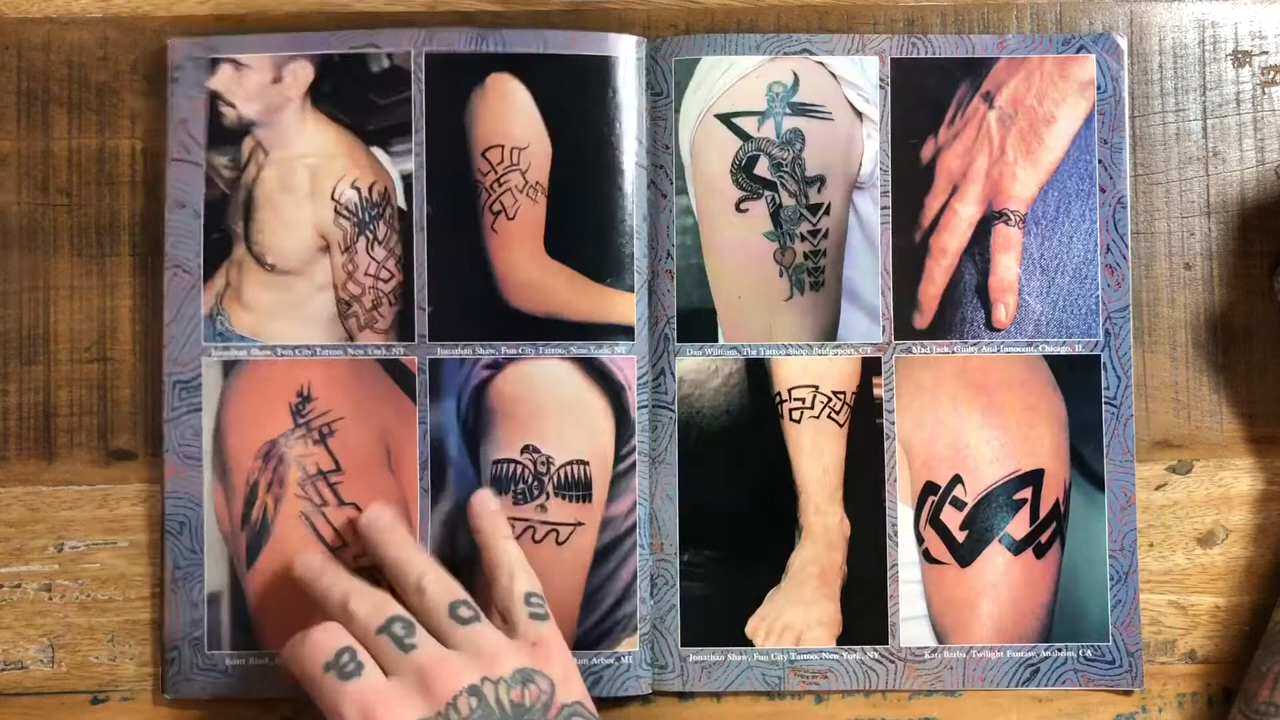 Jonathan Shaw, Fun City Tattoo, New York, NY
Jonathan Shaw, Fun City Tattoo, New York, NY
Dan Williams, The Tattoo Shop, Bridgeport, CT
Mad Jack, Guilty And Innocent, Chicago, IL
Arbor, MI
Jonathan Shaw, Fun City Tattoo, New York, NY
Kari Barba, Twilight Fantasy, Anaheim, CA